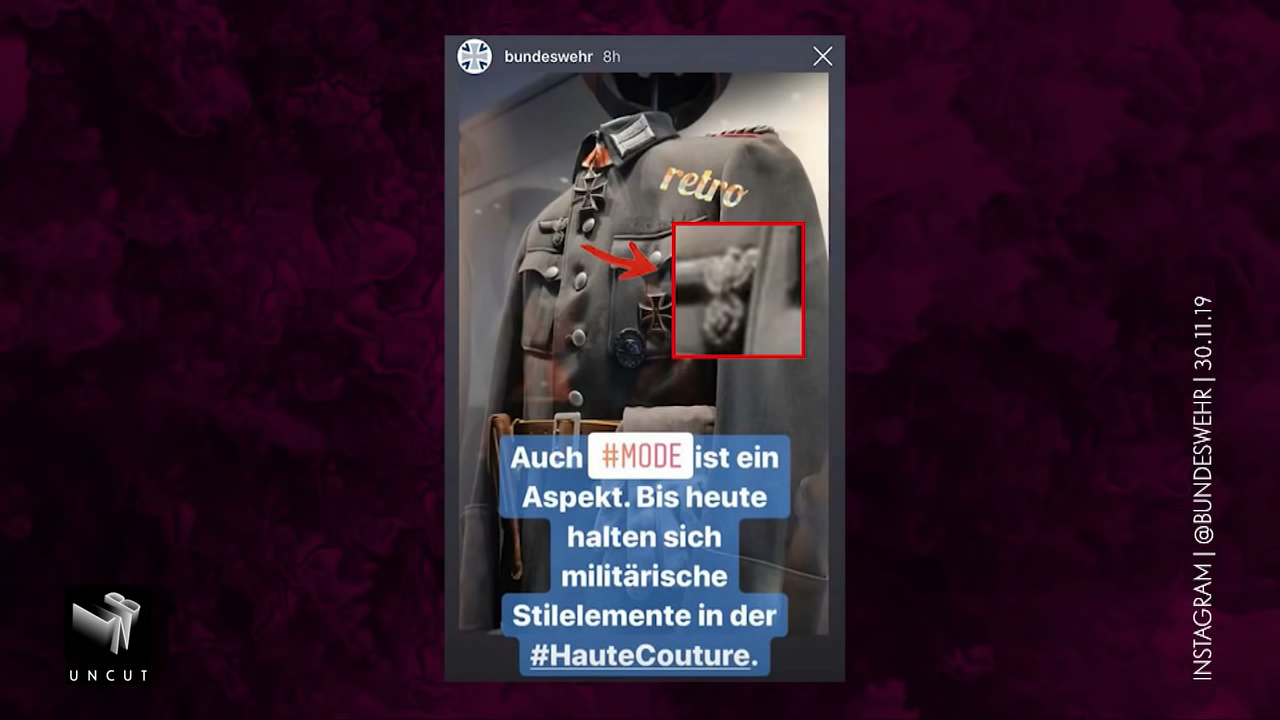 bundeswehr 8h
retro
Auch #MODE ist ein
Aspekt. Bis heute
halten sich
militärische
Stilelemente in der
#HauteCouture.
UNCUT
INSTAGRAM | @BUNDESWEHR | 30.11.19